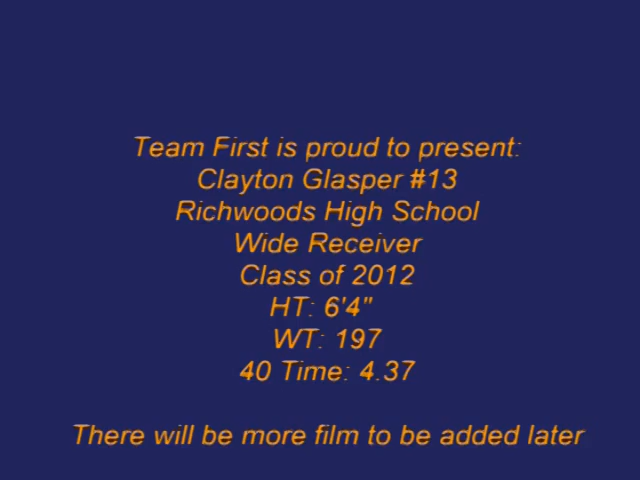 Team First is proud to present:
Clayton Glasper #13
Richwoods High School
Wide Receiver
Class of 2012
HT: 6'4"
WT: 197
40 Time: 4.37
There will be more film to be added later